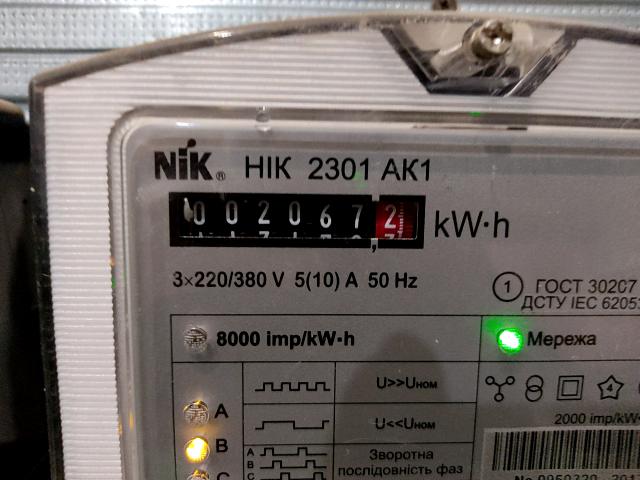 NiK® НІК 2301 АК1
0020672 kW·h
3×220/380 V 5(10) A 50 Hz
1 ГОСТ 30207
ДСТУ IEC
8000 imp/kW·h
Мережа
U>>Uном
A
U<<Uном
4
B
2000 imp/kW·
A
B
C
Зворотна
послідовність фаз
C